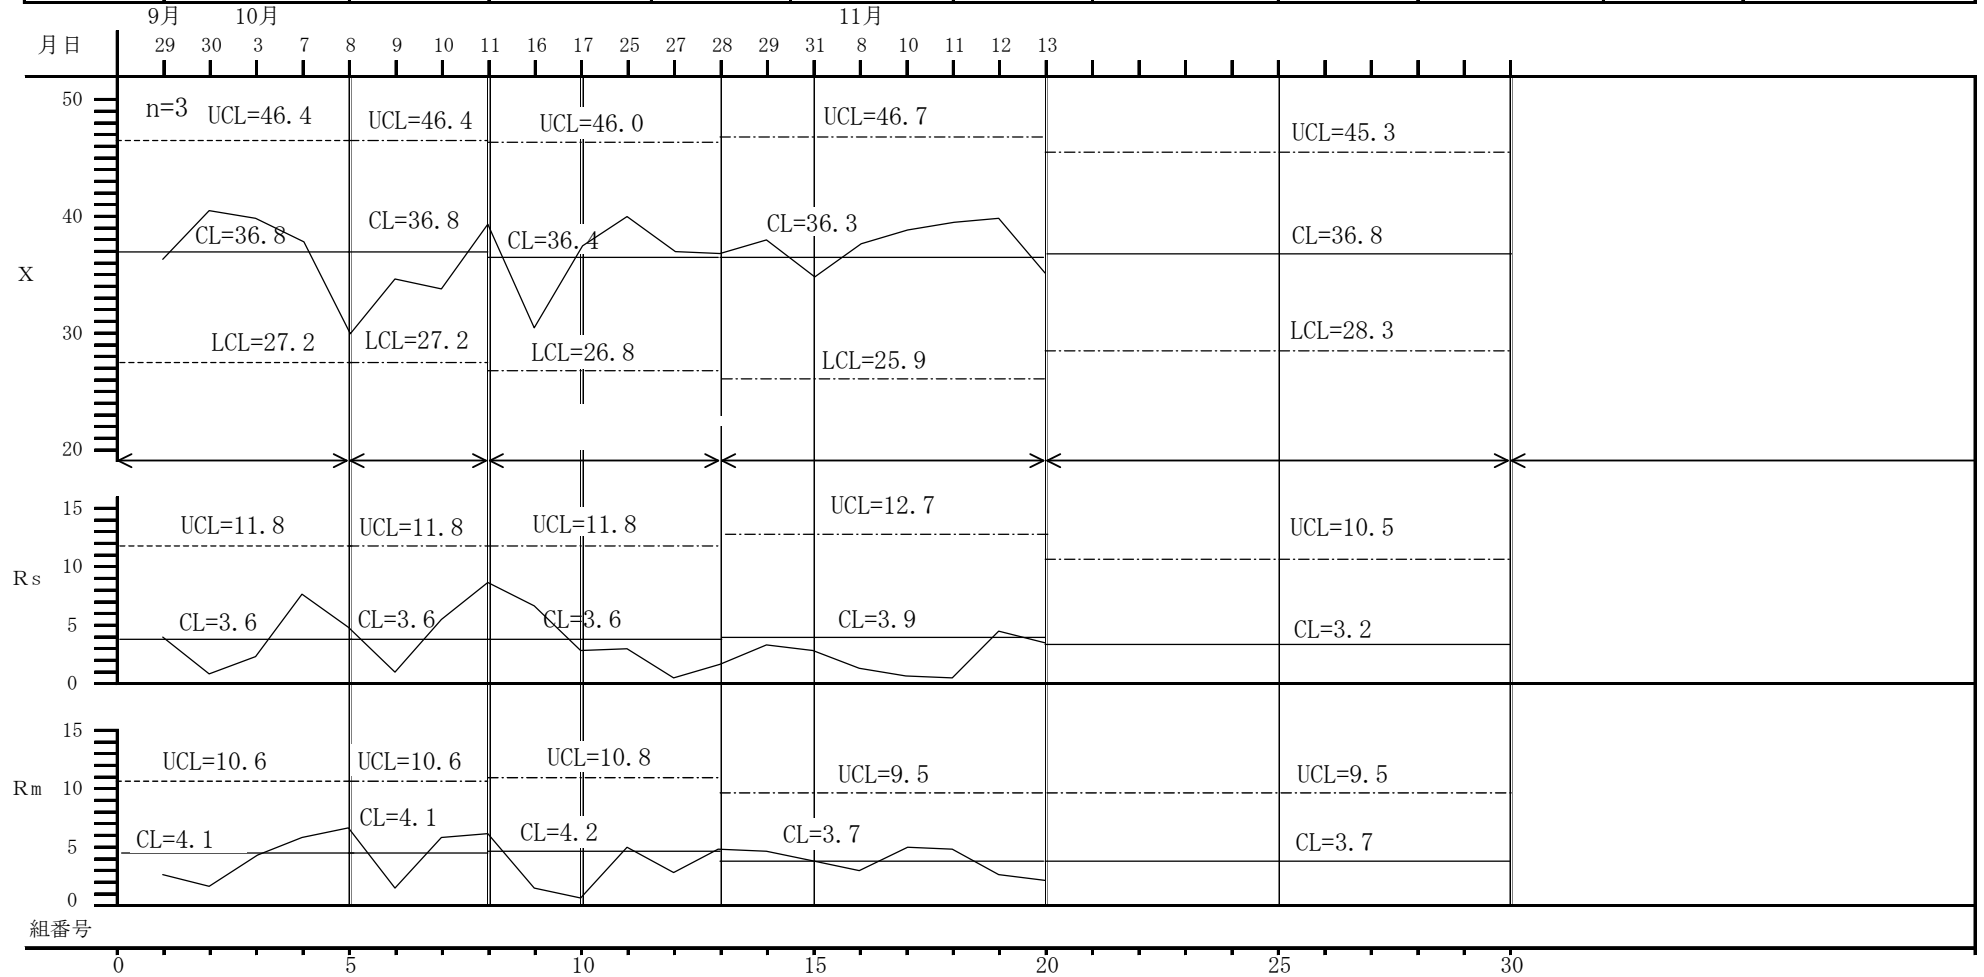 9月 10月 11月
月日 29 30 3 7 8 9 10 11 16 17 25 27 28 29 31 8 10 11 12 13
50
n=3 UCL=46.4 UCL=46.4 UCL=46.0 UCL=46.7 UCL=45.3
40
CL=36.8 CL=36.8 CL=36.4 CL=36.3 CL=36.8
X
30
LCL=27.2 LCL=27.2 LCL=26.8 LCL=25.9 LCL=28.3
20
15
UCL=11.8 UCL=11.8 UCL=11.8 UCL=12.7 UCL=10.5
10
Rs
5
CL=3.6 CL=3.6 CL=3.6 CL=3.9 CL=3.2
0
15
UCL=10.6 UCL=10.6 UCL=10.8 UCL=9.5 UCL=9.5
Rm 10
CL=4.1 CL=4.1 CL=4.2 CL=3.7 CL=3.7
5
0
組番号
0 5 10 15 20 25 30